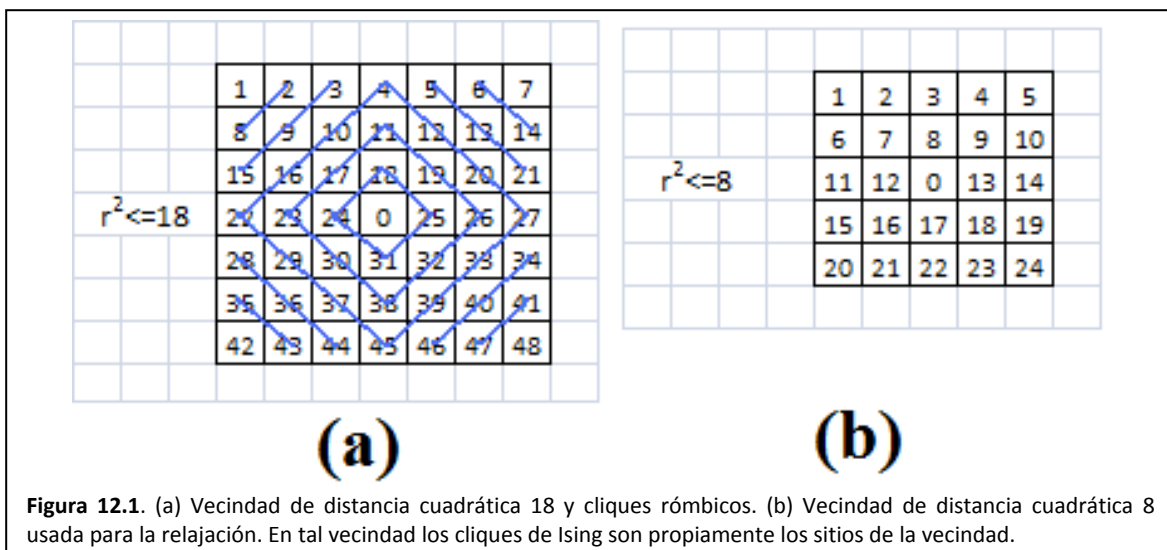 1 2 3 4 5 6 7
8 9 10 11 12 13 14
15 16 17 18 19 20 21
r²<=18 22 23 24 0 25 26 27
28 29 30 31 32 33 34
35 36 37 38 39 40 41
42 43 44 45 46 47 48
(a)
1 2 3 4 5
6 7 8 9 10
r²<=8 11 12 0 13 14
15 16 17 18 19
20 21 22 23 24
(b)
Figura 12.1. (a) Vecindad de distancia cuadrática 18 y cliques rómbicos. (b) Vecindad de distancia cuadrática 8
usada para la relajación. En tal vecindad los cliques de Ising son propiamente los sitios de la vecindad.